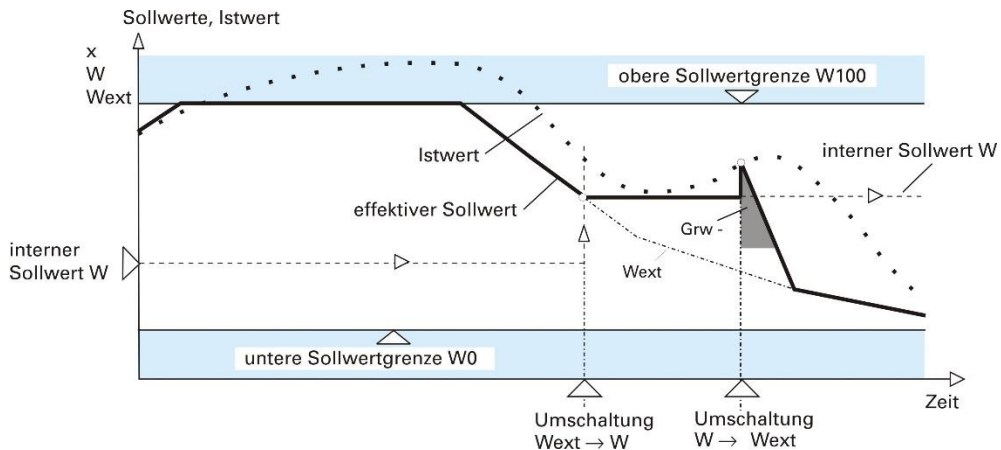 Sollwerte, Istwert
x
W
Wext
obere Sollwertgrenze W100
Istwert
interner Sollwert W
effektiver Sollwert
Grw -
interner
Sollwert W
Wext
untere Sollwertgrenze W0
Zeit
Umschaltung
Wext → W
Umschaltung
W → Wext